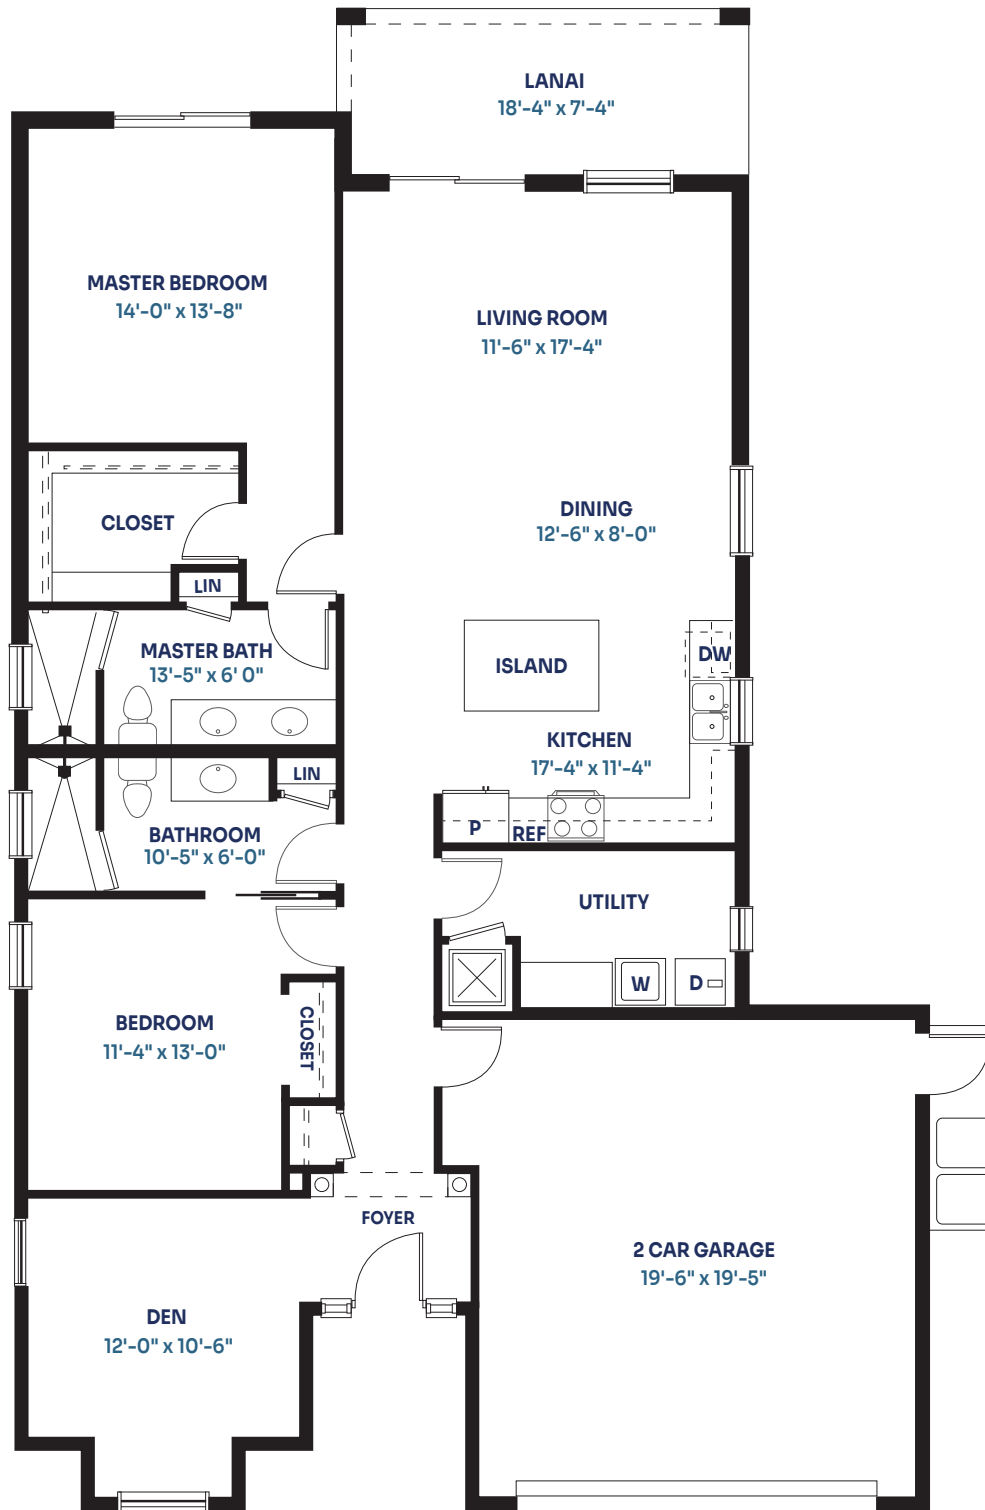 LANAI
18'-4" x 7'-4"
MASTER BEDROOM
14'-0" x 13'-8"
LIVING ROOM
11'-6" x 17'-4"
CLOSET
DINING
12'-6" x 8'-0"
LIN
MASTER BATH
13'-5" x 6' 0"
ISLAND
DW
KITCHEN
17'-4" x 11'-4"
LIN
BATHROOM
10'-5" x 6'-0"
P
REF
UTILITY
W
D
BEDROOM
11'-4" x 13'-0"
CLOSET
FOYER
2 CAR GARAGE
19'-6" x 19'-5"
DEN
12'-0" x 10'-6"